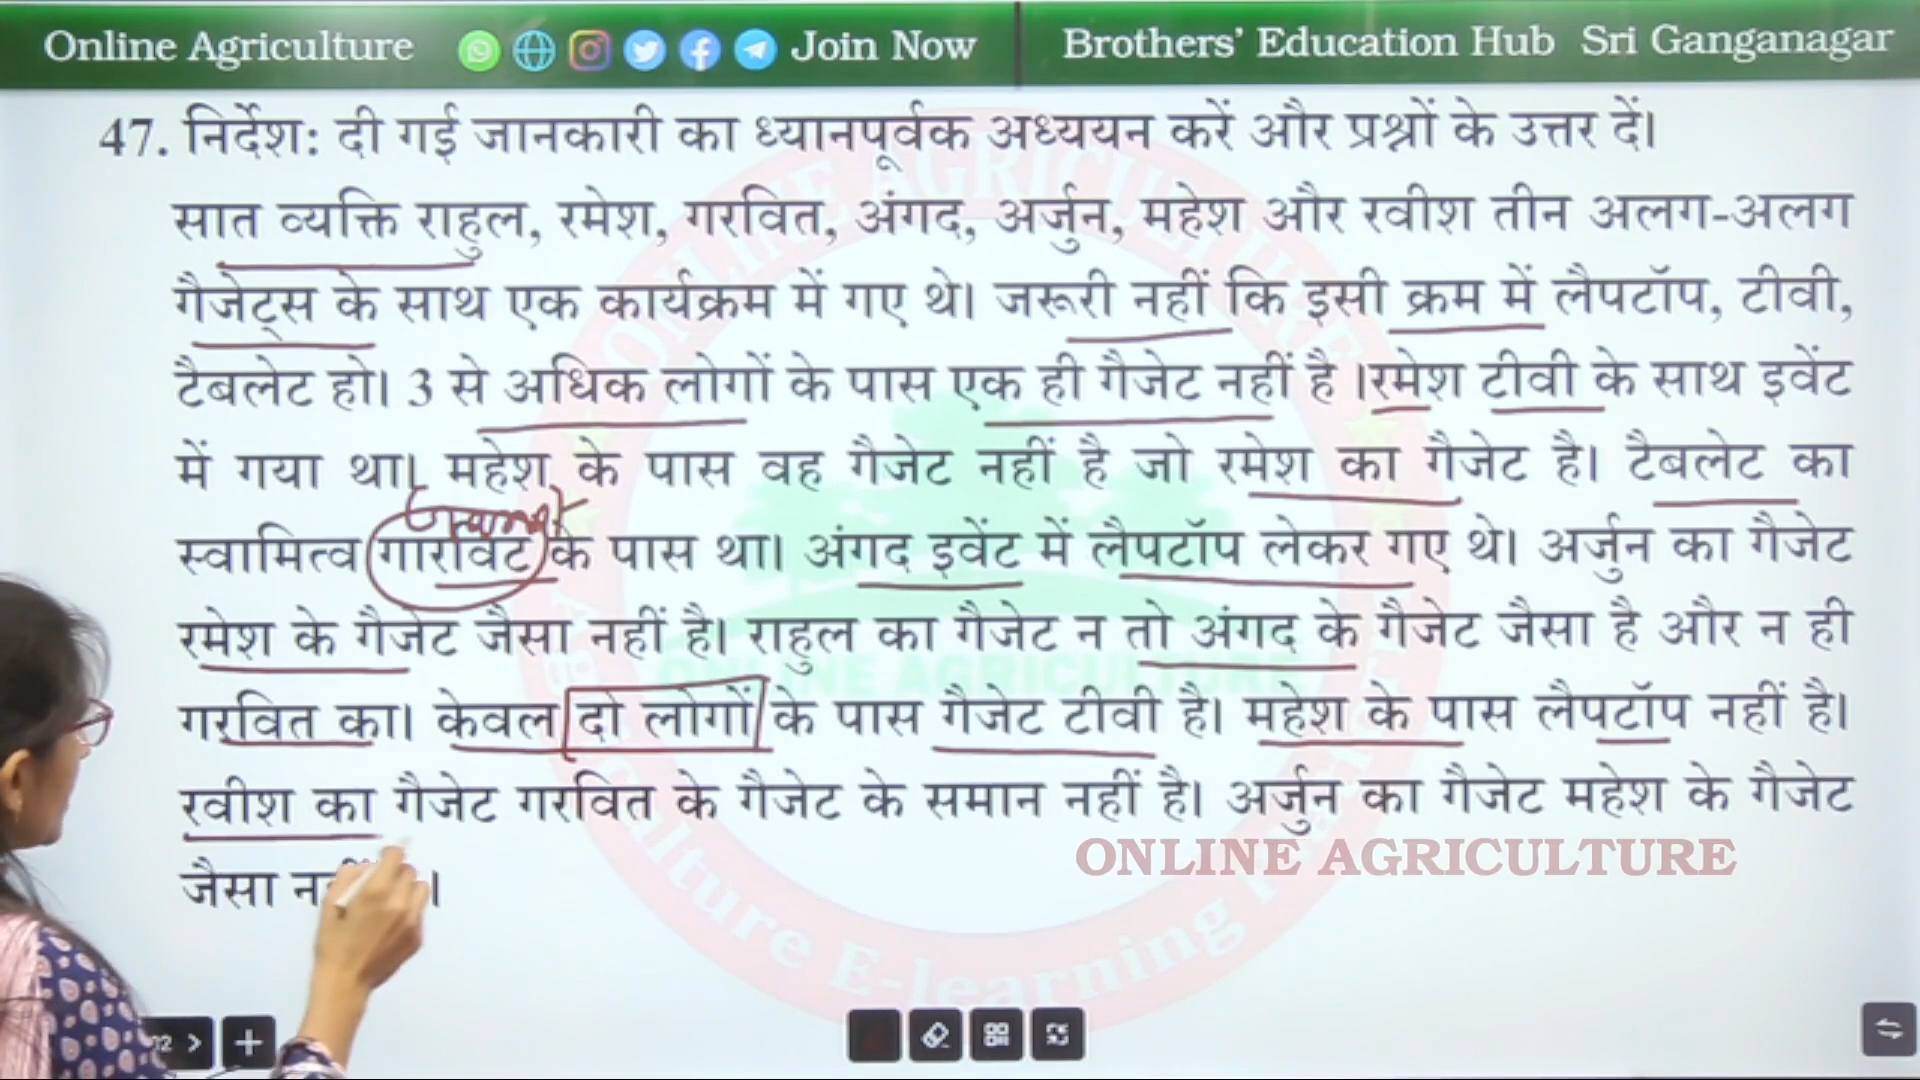 Online Agriculture Join Now Brothers' Education Hub Sri Ganganagar
47. निर्देश: दी गई जानकारी का ध्यानपूर्वक अध्ययन करें और प्रश्नों के उत्तर दें।
सात व्यक्ति राहुल, रमेश, गरवित, अंगद, अर्जुन, महेश और रवीश तीन अलग-अलग
गैजेट्स के साथ एक कार्यक्रम में गए थे। जरूरी नहीं कि इसी क्रम में लैपटॉप, टीवी,
टैबलेट हो। 3 से अधिक लोगों के पास एक ही गैजेट नहीं है ।रमेश टीवी के साथ इवेंट
में गया था। महेश के पास वह गैजेट नहीं है जो रमेश का गैजेट है। टैबलेट का
स्वामित्व गारविट के पास था। अंगद इवेंट में लैपटॉप लेकर गए थे। अर्जुन का गैजेट
रमेश के गैजेट जैसा नहीं है। राहुल का गैजेट न तो अंगद के गैजेट जैसा है और न ही
गरवित का। केवल दो लोगों के पास गैजेट टीवी है। महेश के पास लैपटॉप नहीं है।
रवीश का गैजेट गरवित के गैजेट के समान नहीं है। अर्जुन का गैजेट महेश के गैजेट
ONLINE AGRICULTURE
जैसा